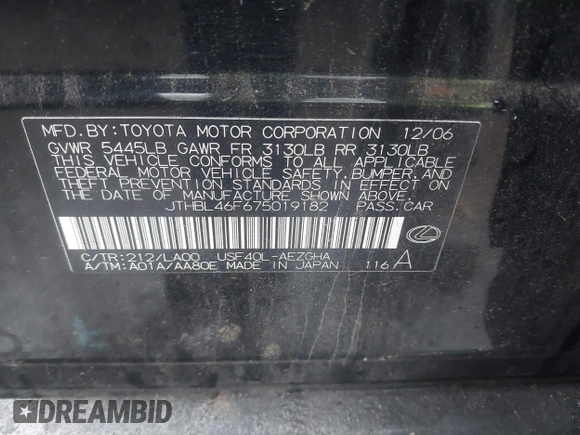 MFD.BY:TOYOTA MOTOR CORPORATION 12/06
GVWR 5445LB GAWR FR 3130LB RR 3130LB
THIS VEHICLE CONFORMS TO ALL APPLICABLE
FEDERAL MOTOR VEHICLE SAFETY,BUMPER,AND
THEFT PREVENTION STANDARDS IN EFFECT ON
THE DATE OF MANUFACTURE SHOWN ABOVE.
JTHBL46F675019182 PASS.CAR
C/TR:212/LA00 USF40L-AEZGHA
A/TM:A01A/AA80E MADE IN JAPAN 116A
DREAMBID